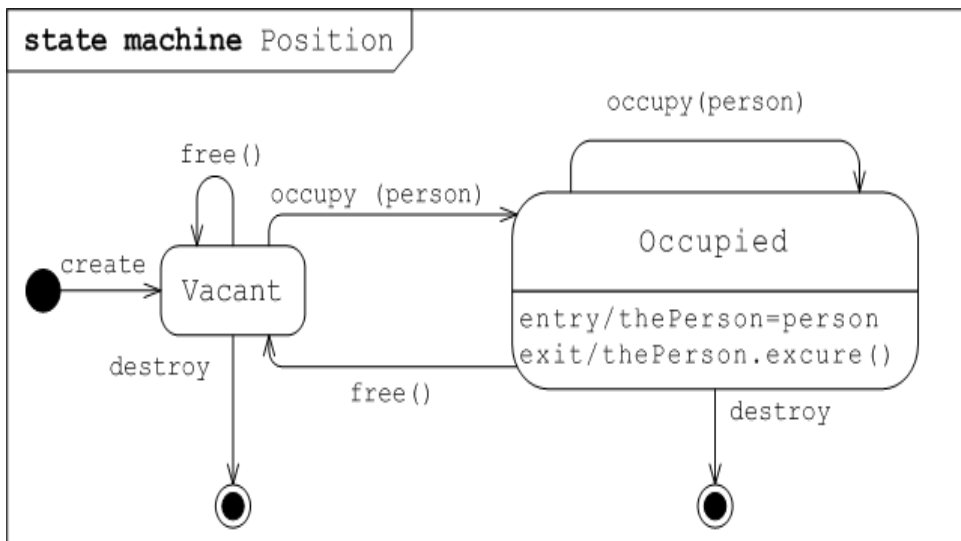 state machine Position
occupy(person)
free()
occupy (person)
Occupied
create
Vacant
entry/thePerson=person
exit/thePerson.excure()
destroy
free()
destroy